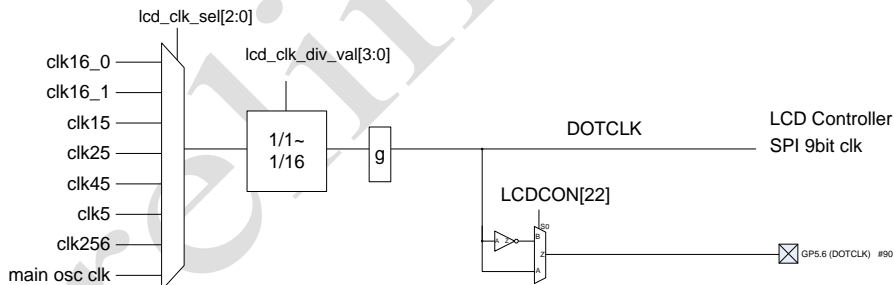 lcd_clk_sel[2:0]
clk16_0
clk16_1
clk15
clk25
clk45
clk5
clk256
main osc clk
lcd_clk_div_val[3:0]
1/1~
1/16
g
DOTCLK
LCD Controller
SPI 9bit clk
LCDCON[22]
S0
A Z
B
Z
A
GP5.6 (DOTCLK) #90